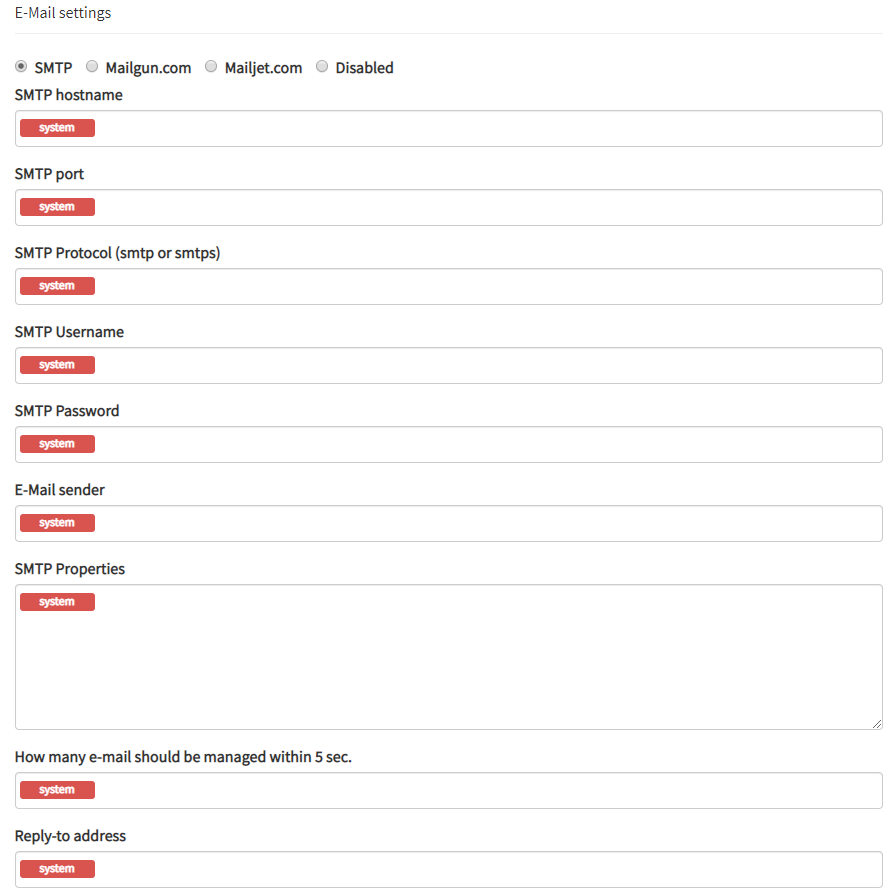 E-Mail settings
SMTP Mailgun.com Mailjet.com Disabled
SMTP hostname
system
SMTP port
system
SMTP Protocol (smtp or smtps)
system
SMTP Username
system
SMTP Password
system
E-Mail sender
system
SMTP Properties
system
How many e-mail should be managed within 5 sec.
system
Reply-to address
system